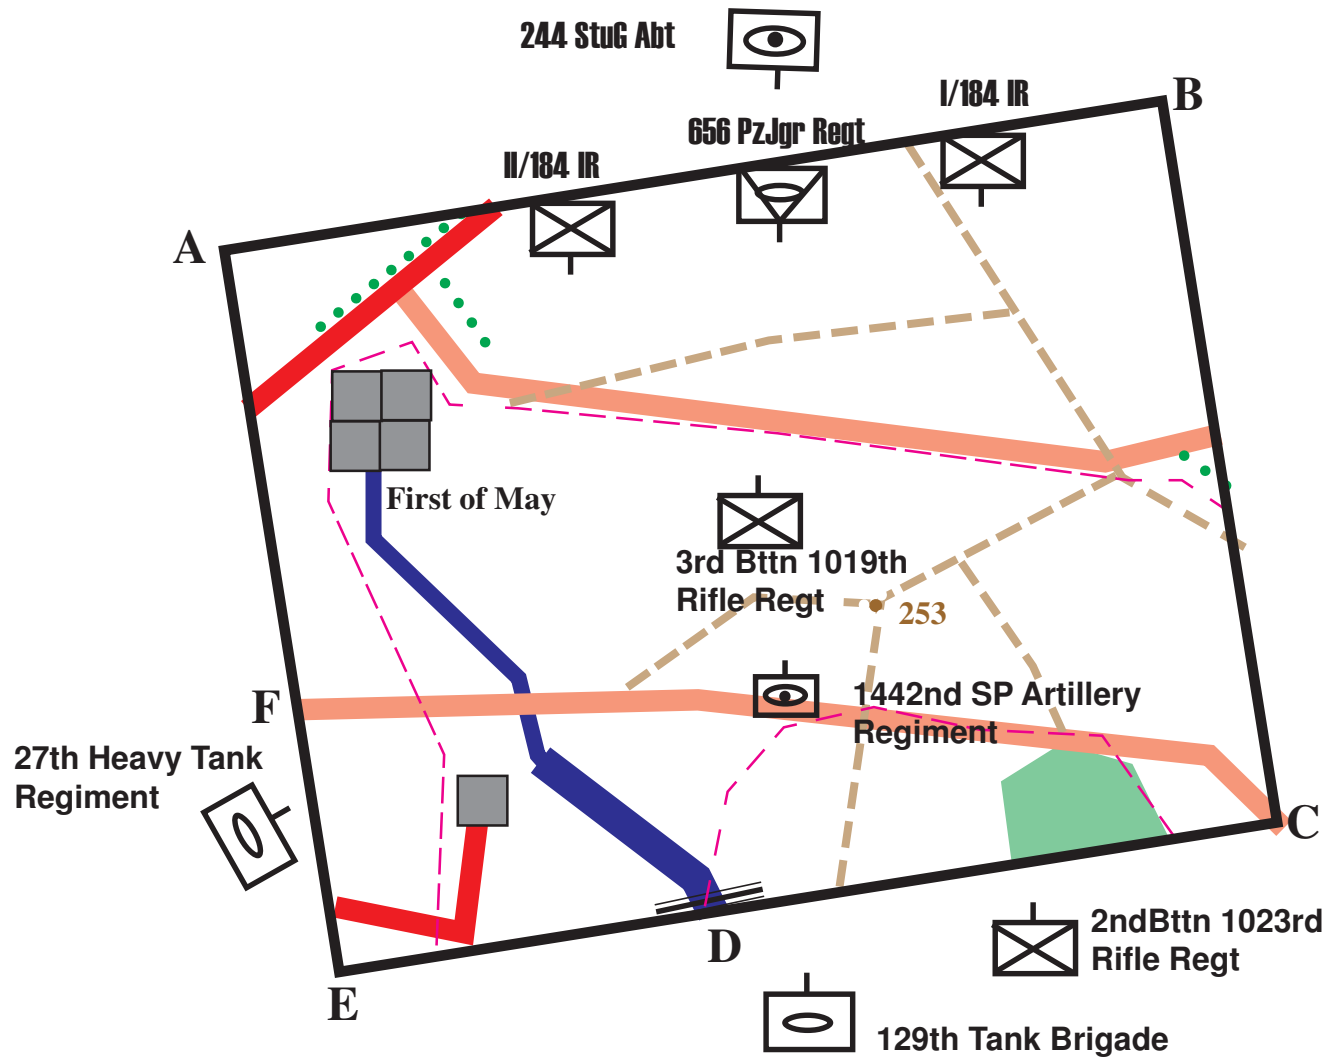 244 StuG Abt
I/184 IR
B
656 PzJgr Regt
II/184 IR
A
First of May
3rd Bttn 1019th
Rifle Regt
253
F
1442nd SP Artillery
Regiment
27th Heavy Tank
Regiment
C
2ndBttn 1023rd
Rifle Regt
D
E
129th Tank Brigade